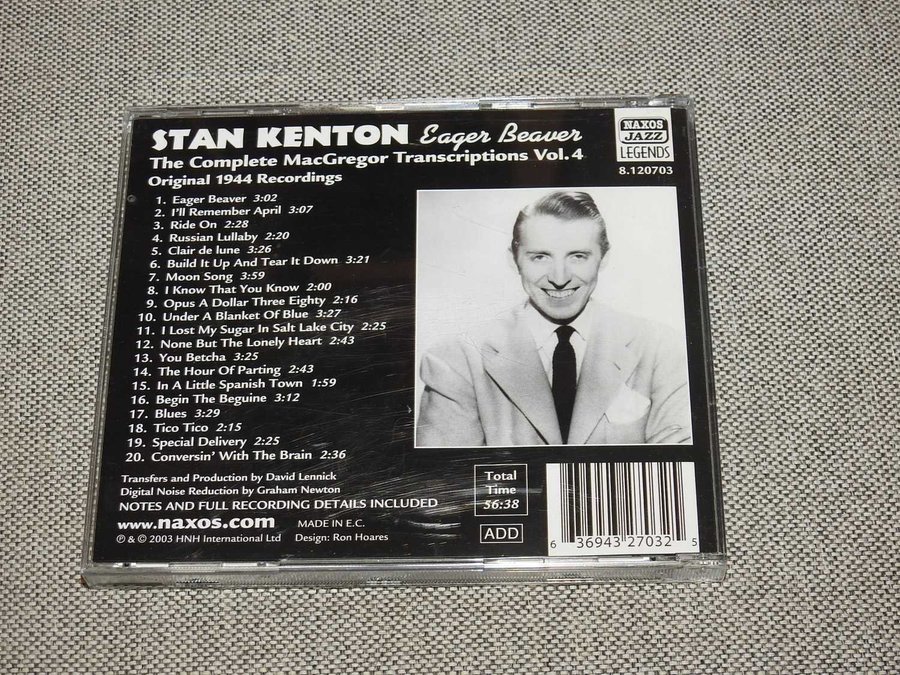 STAN KENTON Eager Beaver
The Complete MacGregor Transcriptions Vol. 4
Original 1944 Recordings
NAXOS
JAZZ
LEGENDS
8.120703
1. Eager Beaver 3:02
2. I'll Remember April 3:07
3. Ride On 2:28
4. Russian Lullaby 2:20
5. Clair de lune 3:26
6. Build It Up And Tear It Down 3:21
7. Moon Song 3:59
8. I Know That You Know 2:00
9. Opus A Dollar Three Eighty 2:16
10. Under A Blanket Of Blue 3:27
11. I Lost My Sugar In Salt Lake City 2:25
12. None But The Lonely Heart 2:43
13. You Betcha 3:25
14. The Hour Of Parting 2:43
15. In A Little Spanish Town 1:59
16. Begin The Beguine 3:12
17. Blues 3:29
18. Tico Tico 2:15
19. Special Delivery 2:25
20. Conversin' With The Brain 2:36
Transfers and Production by David Lennick
Digital Noise Reduction by Graham Newton
NOTES AND FULL RECORDING DETAILS INCLUDED
www.naxos.com MADE IN E.C.
℗ & © 2003 HNH International Ltd Design: Ron Hoares
Total
Time
56:38
ADD
6 36943 27032 5